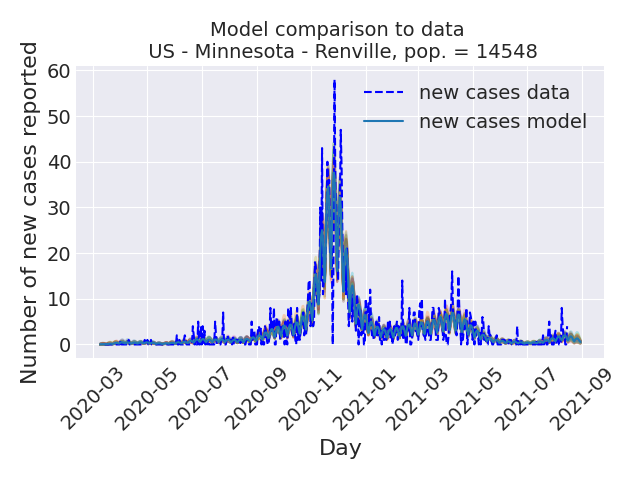 Model comparison to data
US - Minnesota - Renville, pop. = 14548
Number of new cases reported
60
50
40
30
20
10
0
new cases data
new cases model
2020-03
2020-05
2020-07
2020-09
2020-11
2021-01
2021-03
2021-05
2021-07
2021-09
Day